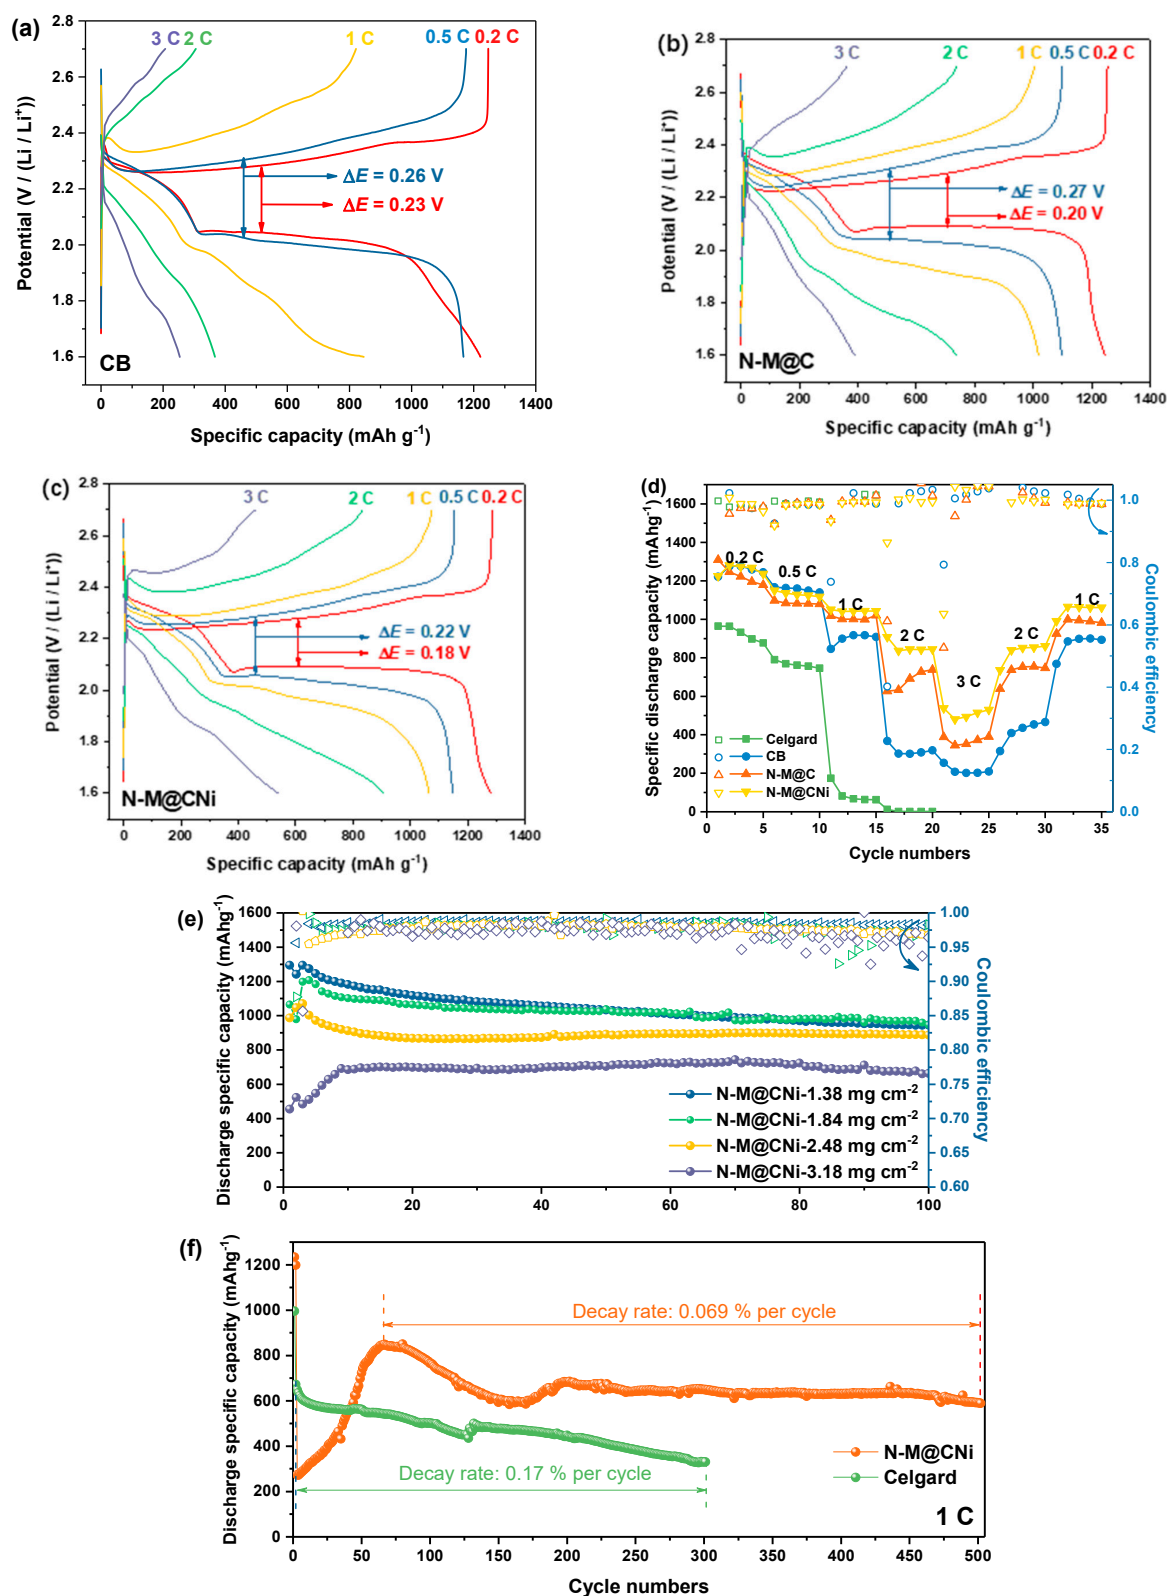 (a)
3 C 2 C 1 C 0.5 C 0.2 C
2.8
2.6
2.4
2.2
2.0
1.8
1.6
Potential (V / (Li / Li⁺))
ΔE = 0.26 V
ΔE = 0.23 V
CB
0 200 400 600 800 1000 1200 1400
Specific capacity (mAh g⁻¹)
(b)
3 C 2 C 1 C 0.5 C 0.2 C
2.8
2.6
2.4
2.2
2.0
1.8
1.6
Potential (V / (Li / Li⁺))
ΔE = 0.27 V
ΔE = 0.20 V
N-M@C
0 200 400 600 800 1000 1200 1400
Specific capacity (mAh g⁻¹)
(c)
3 C 2 C 1 C 0.5 C 0.2 C
2.8
2.6
2.4
2.2
2.0
1.8
1.6
Potential (V / (Li / Li⁺))
ΔE = 0.22 V
ΔE = 0.18 V
N-M@CNi
0 200 400 600 800 1000 1200 1400
Specific capacity (mAh g⁻¹)
(d)
1600
1400
1200
1000
800
600
400
200
0
Specific discharge capacity (mAhg⁻¹)
0.2 C
0.5 C
1 C
2 C
3 C
2 C
1 C
Celgard
CB
N-M@C
N-M@CNi
1.0
0.8
0.6
0.4
0.2
0.0
Coulombic efficiency
0 5 10 15 20 25 30 35
Cycle numbers
(e)
1600
1400
1200
1000
800
600
400
200
0
Discharge specific capacity (mAhg⁻¹)
N-M@CNi-1.38 mg cm⁻²
N-M@CNi-1.84 mg cm⁻²
N-M@CNi-2.48 mg cm⁻²
N-M@CNi-3.18 mg cm⁻²
1.00
0.95
0.90
0.85
0.80
0.75
0.70
0.65
0.60
Coulombic efficiency
0 20 40 60 80 100
(f)
1200
1000
800
600
400
200
0
Discharge specific capacity (mAhg⁻¹)
Decay rate: 0.069 % per cycle
Decay rate: 0.17 % per cycle
N-M@CNi
Celgard
1 C
0 50 100 150 200 250 300 350 400 450 500
Cycle numbers